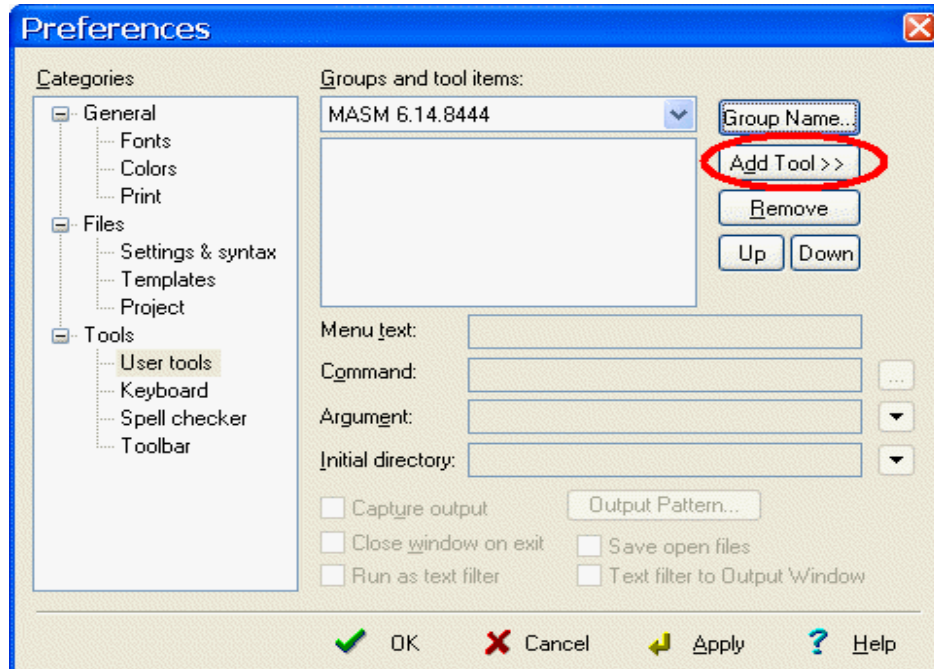 Preferences
Categories
General
Fonts
Colors
Print
Files
Settings & syntax
Templates
Project
Tools
User tools
Keyboard
Spell checker
Toolbar
Groups and tool items:
MASM 6.14.8444
Group Name...
Add Tool >>
Remove
Up Down
Menu text:
Command:
...
Argument:
Initial directory:
Capture output Output Pattern...
Close window on exit Save open files
Run as text filter Text filter to Output Window
OK Cancel Apply ? Help